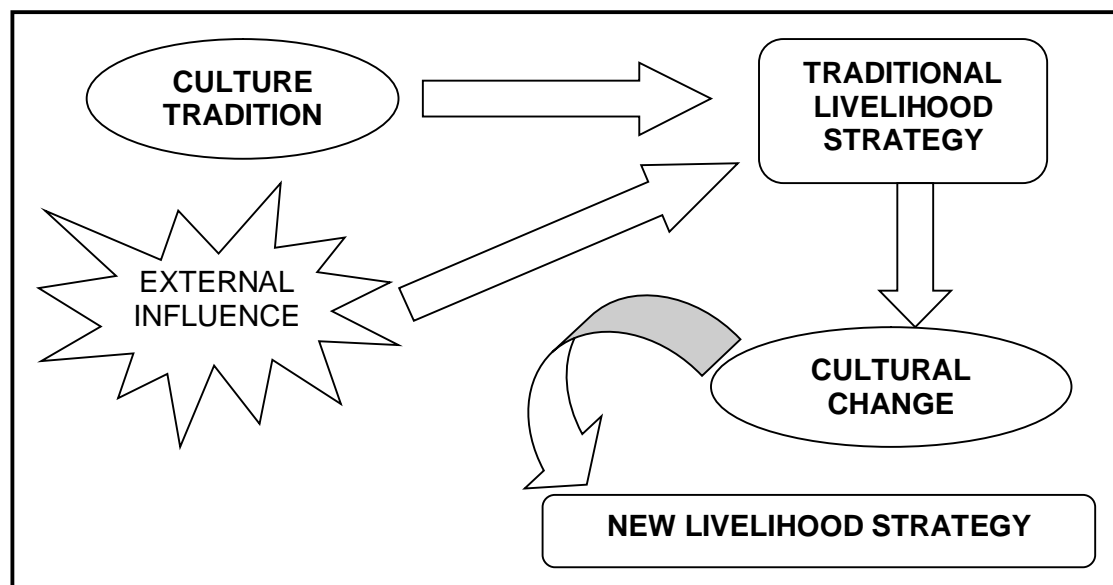 CULTURE
TRADITION
TRADITIONAL
LIVELIHOOD
STRATEGY
EXTERNAL
INFLUENCE
CULTURAL
CHANGE
NEW LIVELIHOOD STRATEGY